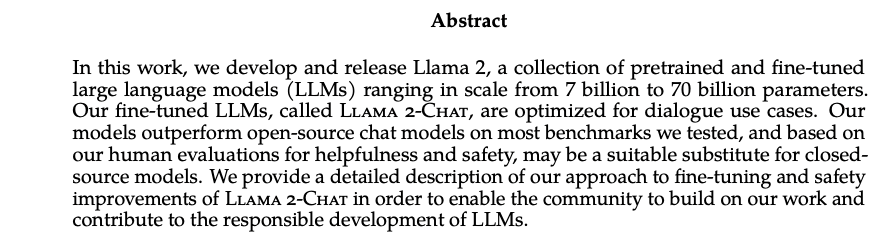 Abstract
In this work, we develop and release Llama 2, a collection of pretrained and fine-tuned
large language models (LLMs) ranging in scale from 7 billion to 70 billion parameters.
Our fine-tuned LLMs, called Llama 2-Chat, are optimized for dialogue use cases. Our
models outperform open-source chat models on most benchmarks we tested, and based on
our human evaluations for helpfulness and safety, may be a suitable substitute for closed-
source models. We provide a detailed description of our approach to fine-tuning and safety
improvements of Llama 2-Chat in order to enable the community to build on our work and
contribute to the responsible development of LLMs.